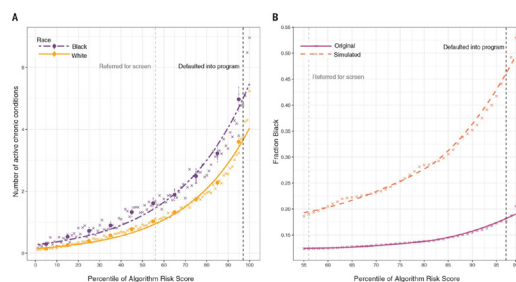 A
Race
Black
White
Referred for screen
Defaulted into program
Number of active chronic conditions
6
4
2
0
0 10 20 30 40 50 60 70 80 90 100
Percentile of Algorithm Risk Score
B
Original
Simulated
Defaulted into program
Referred for screen
Fraction Black
0.55
0.50
0.45
0.40
0.35
0.30
0.25
0.20
0.15
55 60 65 70 75 80 85 90 95
Percentile of Algorithm Risk Score